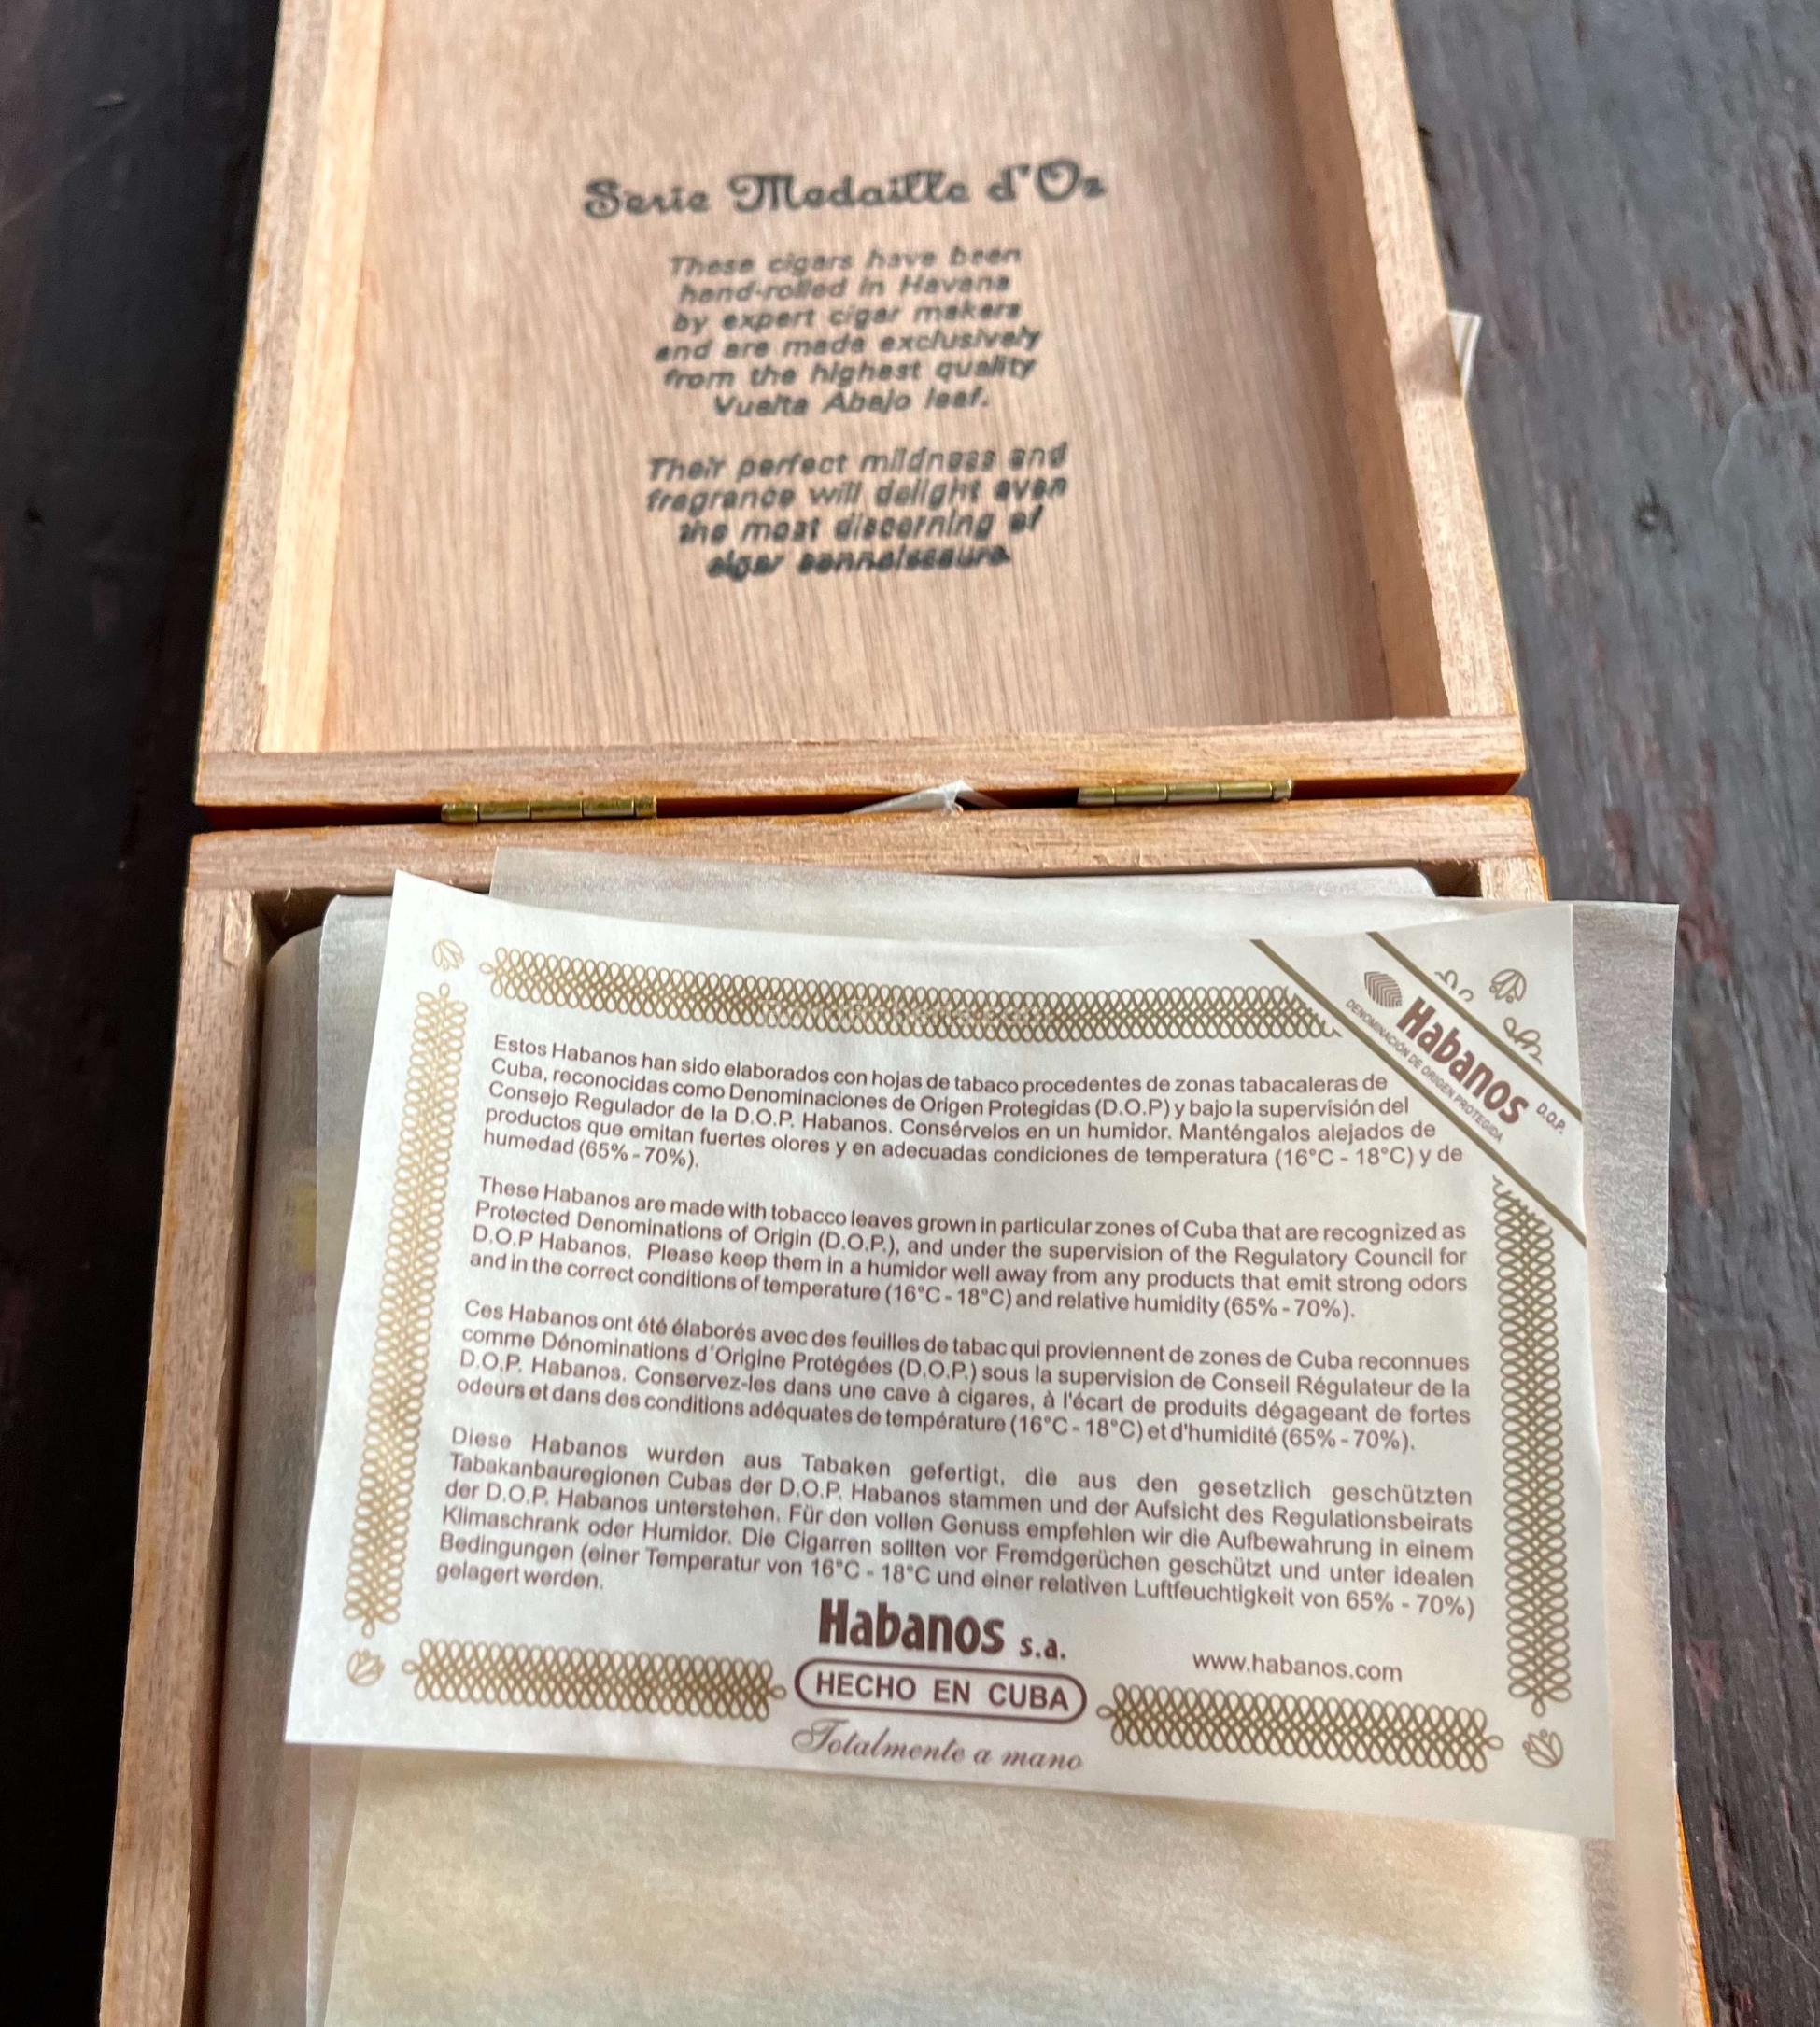 Serie Medaille d'Or
These cigars have been
hand-rolled in Havana
by expert cigar makers
and are made exclusively
from the highest quality
Vuelta Abajo leaf.
Their perfect mildness and
fragrance will delight even
the most discerning of
cigar connoisseurs.
Habanos D.O.P.
DENOMINACIÓN DE ORIGEN PROTEGIDA
Estos Habanos han sido elaborados con hojas de tabaco procedentes de zonas tabacaleras de
Cuba, reconocidas como Denominaciones de Origen Protegidas (D.O.P) y bajo la supervisión del
Consejo Regulador de la D.O.P. Habanos. Consérvelos en un humidor. Manténgalos alejados de
productos que emitan fuertes olores y en adecuadas condiciones de temperatura (16°C - 18°C) y de
humedad (65% - 70%).
These Habanos are made with tobacco leaves grown in particular zones of Cuba that are recognized as
Protected Denominations of Origin (D.O.P.), and under the supervision of the Regulatory Council for
D.O.P Habanos. Please keep them in a humidor well away from any products that emit strong odors
and in the correct conditions of temperature (16°C - 18°C) and relative humidity (65% - 70%).
Ces Habanos ont été élaborés avec des feuilles de tabac qui proviennent de zones de Cuba reconnues
comme Dénominations d´Origine Protégées (D.O.P.) sous la supervision de Conseil Régulateur de la
D.O.P. Habanos. Conservez-les dans une cave à cigares, à l'écart de produits dégageant de fortes
odeurs et dans des conditions adéquates de température (16°C - 18°C) et d'humidité (65% - 70%).
Diese Habanos wurden aus Tabaken gefertigt, die aus den gesetzlich geschützten
Tabakanbauregionen Cubas der D.O.P. Habanos stammen und der Aufsicht des Regulationsbeirats
der D.O.P. Habanos unterstehen. Für den vollen Genuss empfehlen wir die Aufbewahrung in einem
Klimaschrank oder Humidor. Die Cigarren sollten vor Fremdgerüchen geschützt und unter idealen
Bedingungen (einer Temperatur von 16°C - 18°C und einer relativen Luftfeuchtigkeit von 65% - 70%)
gelagert werden.
Habanos s.a.
www.habanos.com
HECHO EN CUBA
Totalmente a mano